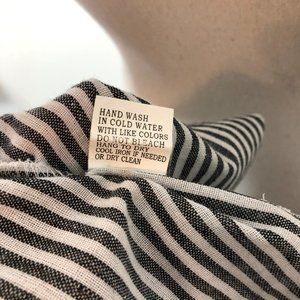 HAND WASH
IN COLD WATER
WITH LIKE COLORS
DO NOT BLEACH
HANG TO DRY
COOL IRON IF NEEDED
OR DRY CLEAN